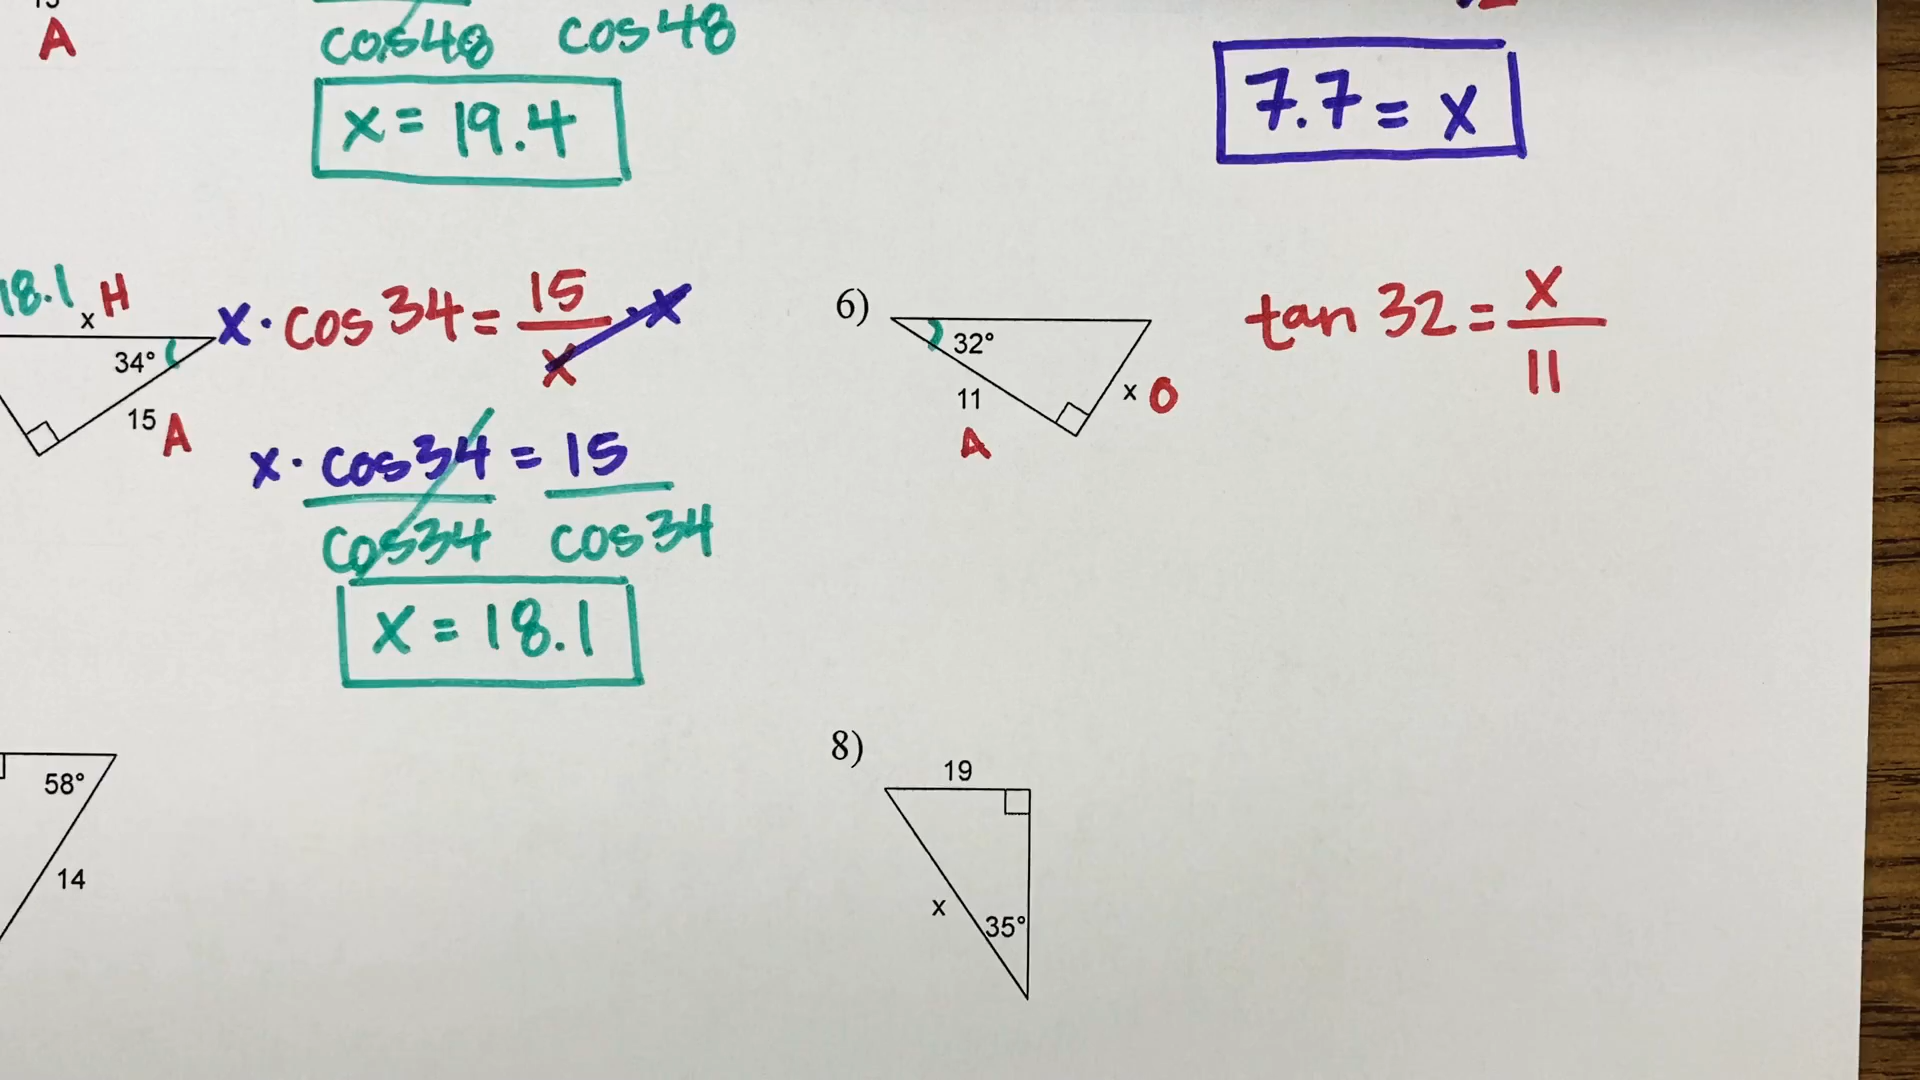 A
cos48 cos48
x = 19.4
7.7 = x
18.1 H
x
34°
15 A
x · cos 34 = 15/x · x
x · cos34 = 15
cos34 cos34
x = 18.1
6)
32°
11
A
x O
tan 32 = x/11
58°
14
8)
19
x
35°